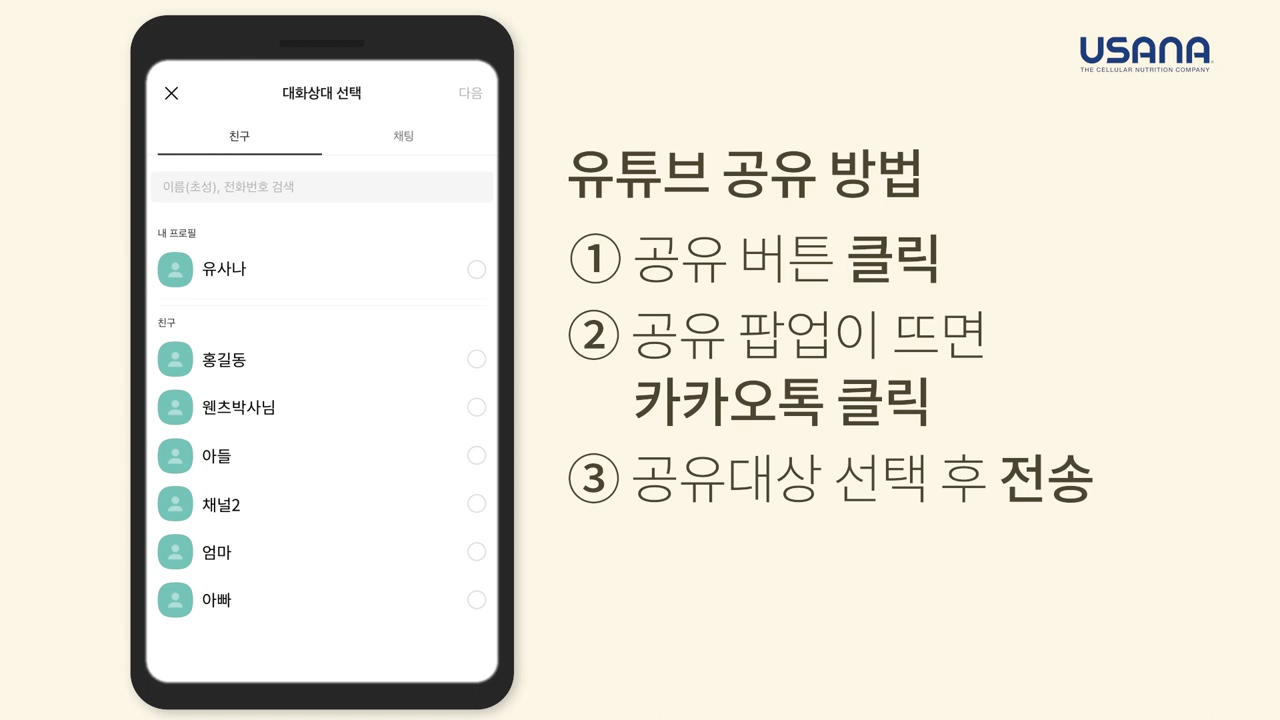 대화상대 선택
다음
친구
채팅
이름(초성), 전화번호 검색
내 프로필
유사나
친구
홍길동
웬츠박사님
아들
채널2
엄마
아빠
USANA
THE CELLULAR NUTRITION COMPANY
유튜브 공유 방법
① 공유 버튼 클릭
② 공유 팝업이 뜨면
카카오톡 클릭
③ 공유대상 선택 후 전송